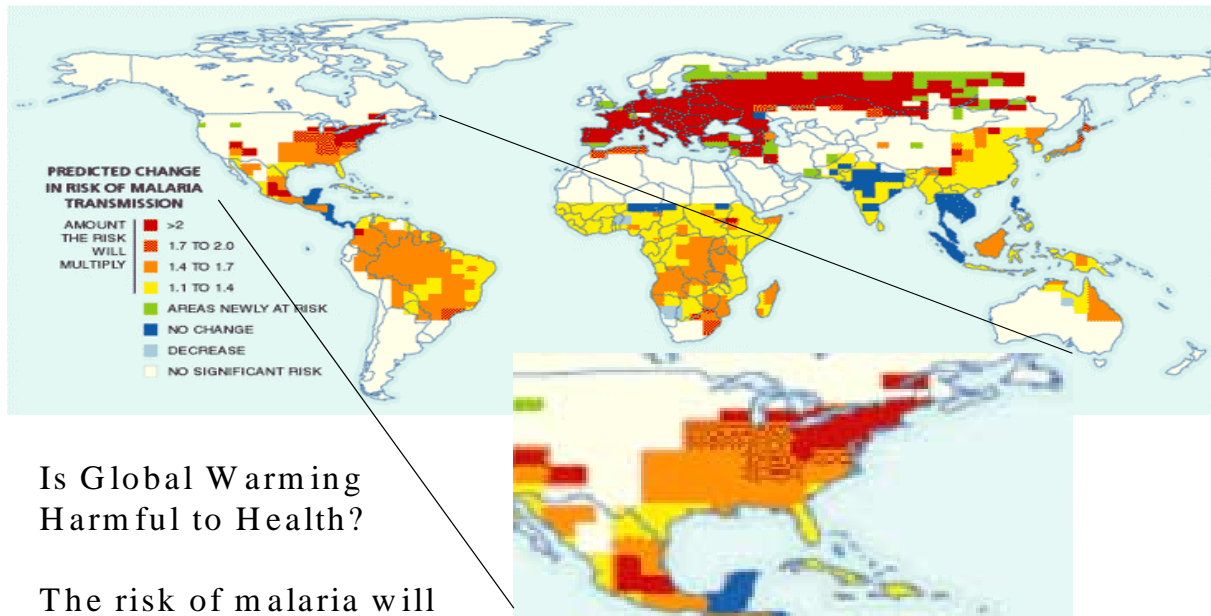 PREDICTED CHANGE
IN RISK OF MALARIA
TRANSMISSION
AMOUNT
THE RISK
WILL
MULTIPLY
>2
1.7 TO 2.0
1.4 TO 1.7
1.1 TO 1.4
AREAS NEWLY AT RISK
NO CHANGE
DECREASE
NO SIGNIFICANT RISK
Is Global Warming
Harmful to Health?
The risk of malaria will